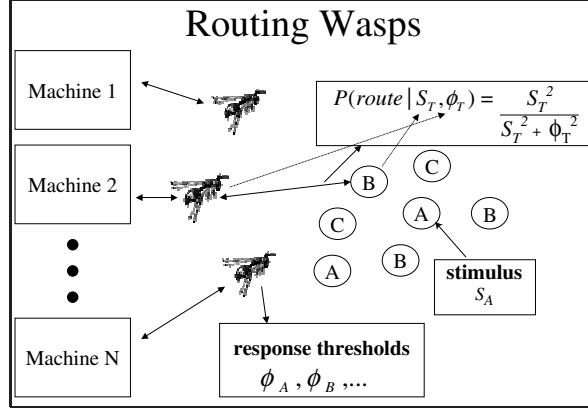 Routing Wasps
Machine 1
P(route | S_T, ϕ_T) = S_T^2 / (S_T^2 + ϕ_T^2)
Machine 2
C
B
C
A
B
B
A
stimulus
S_A
Machine N
response thresholds
ϕ_A , ϕ_B ,...